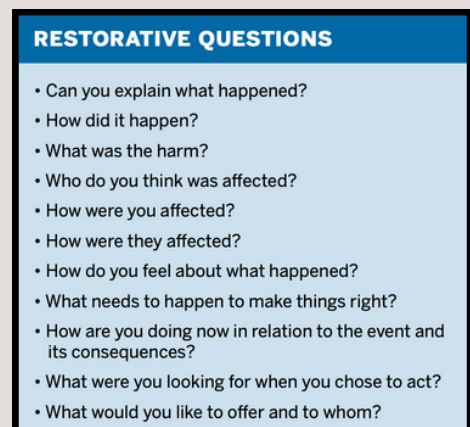 RESTORATIVE QUESTIONS
• Can you explain what happened?
• How did it happen?
• What was the harm?
• Who do you think was affected?
• How were you affected?
• How were they affected?
• How do you feel about what happened?
• What needs to happen to make things right?
• How are you doing now in relation to the event and
its consequences?
• What were you looking for when you chose to act?
• What would you like to offer and to whom?